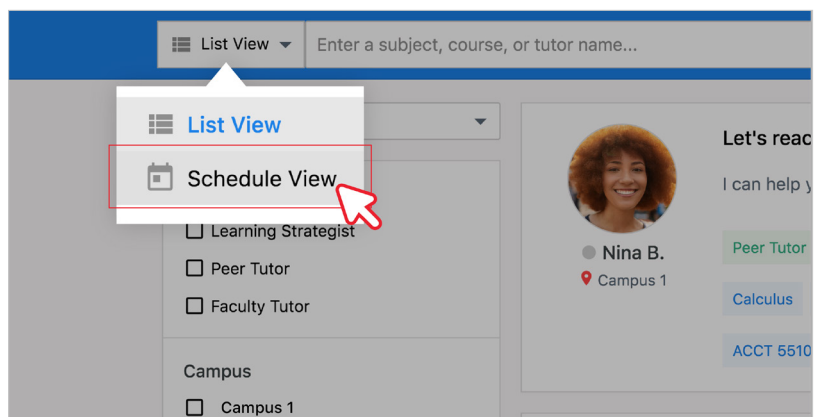 List View
Enter a subject, course, or tutor name...
List View
Schedule View
Learning Strategist
Peer Tutor
Faculty Tutor
Campus
Campus 1
Let's reac
I can help
Nina B.
Campus 1
Peer Tutor
Calculus
ACCT 5510